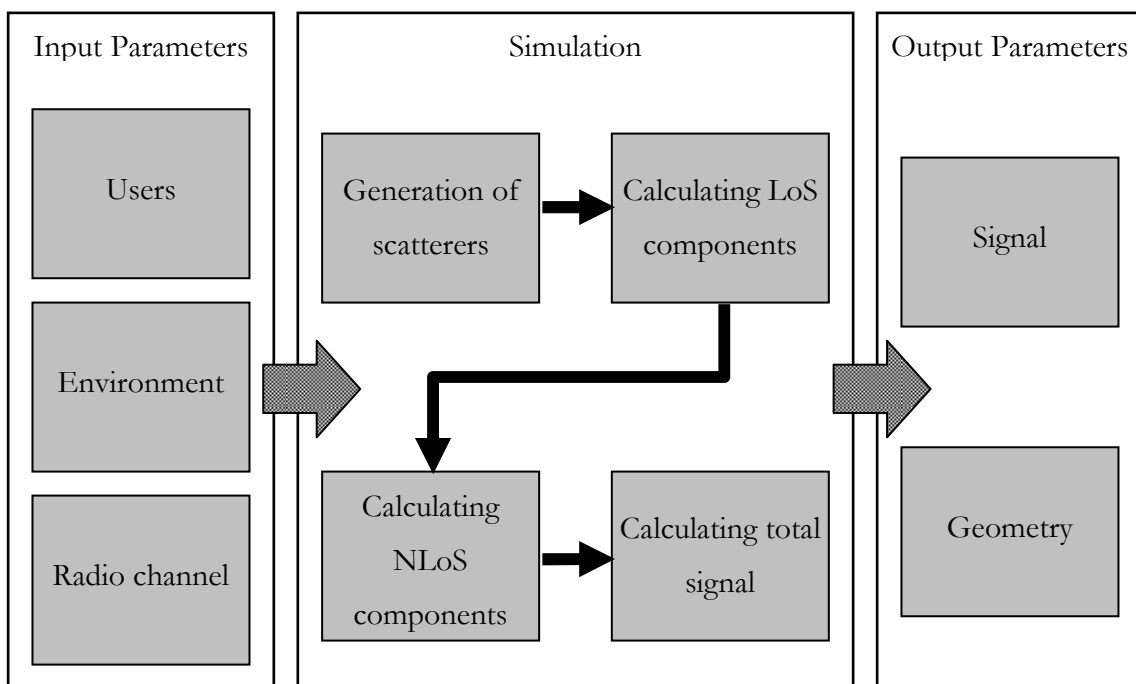 Input Parameters
Users
Environment
Radio channel
Simulation
Generation of
scatterers
Calculating LoS
components
Calculating
NLoS
components
Calculating total
signal
Output Parameters
Signal
Geometry